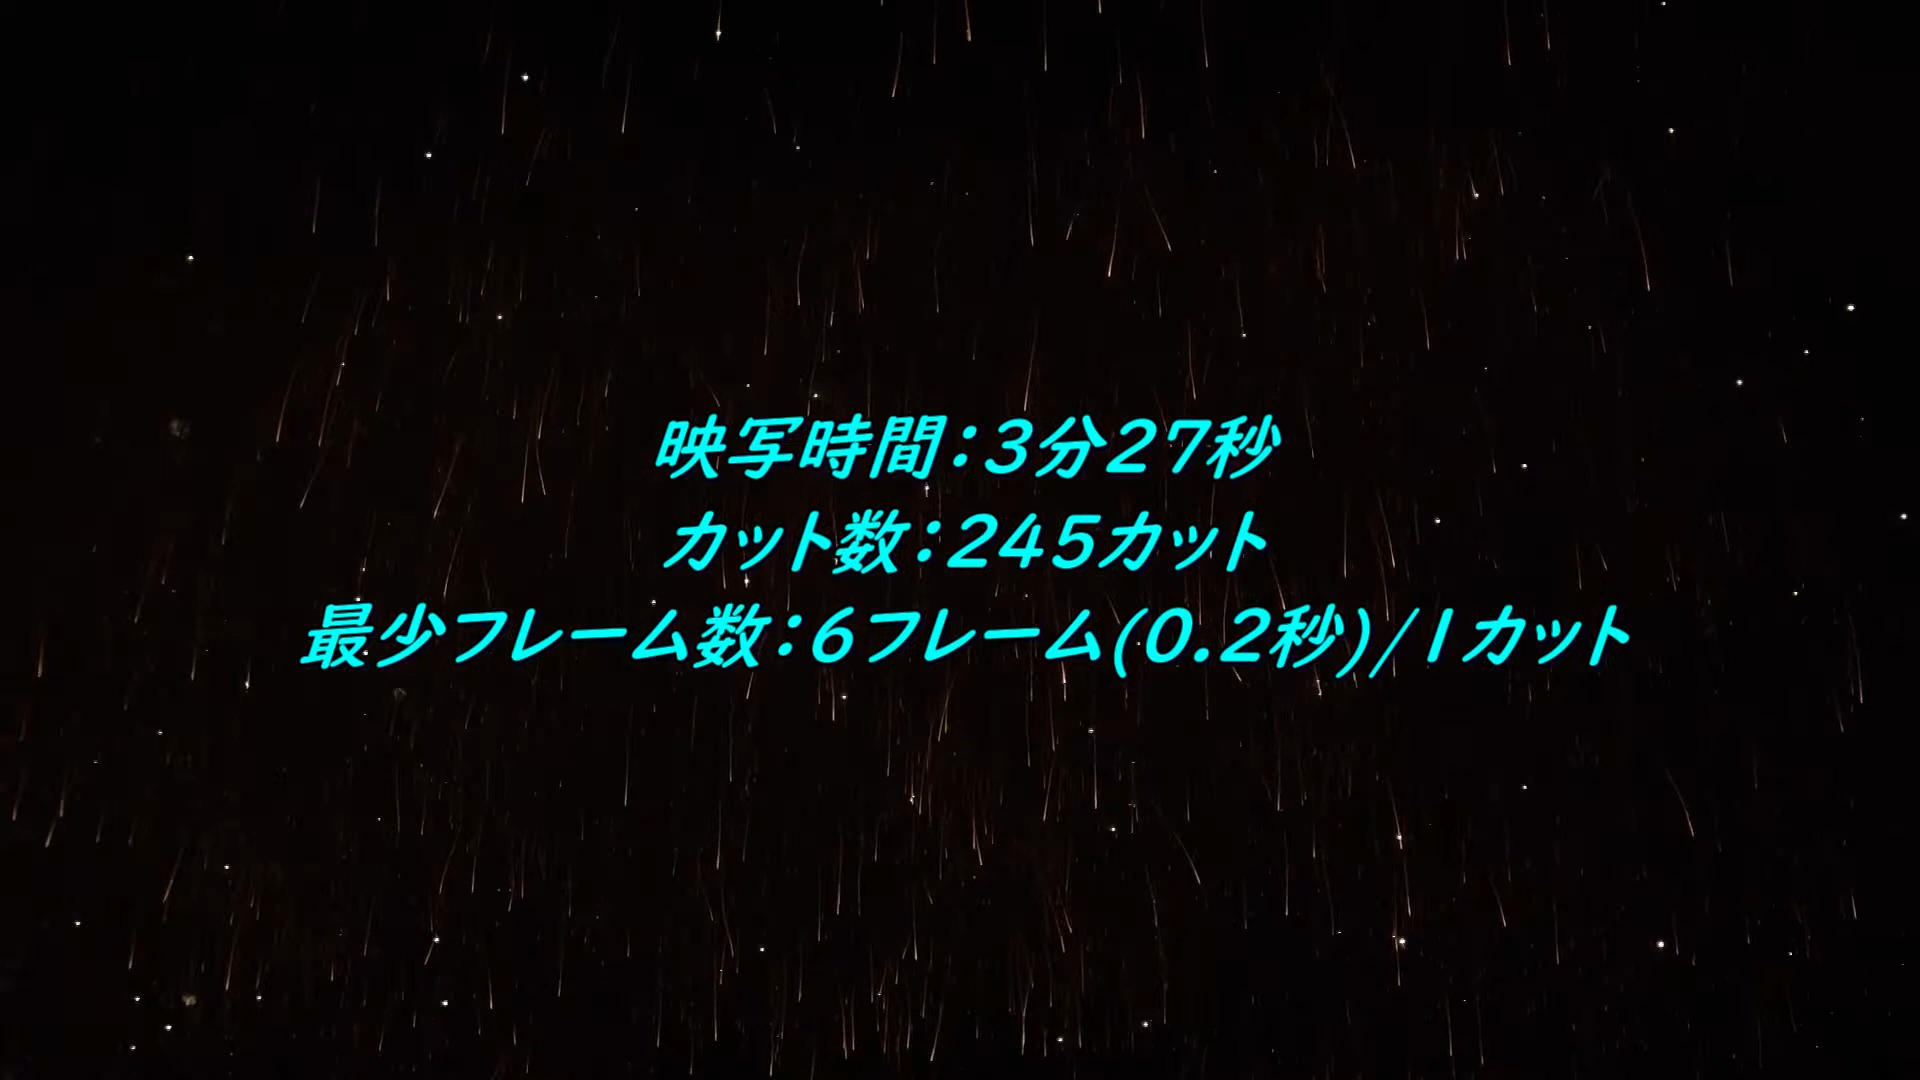 映写時間：3分27秒
カット数：245カット
最少フレーム数：6フレーム(0.2秒)/1カット